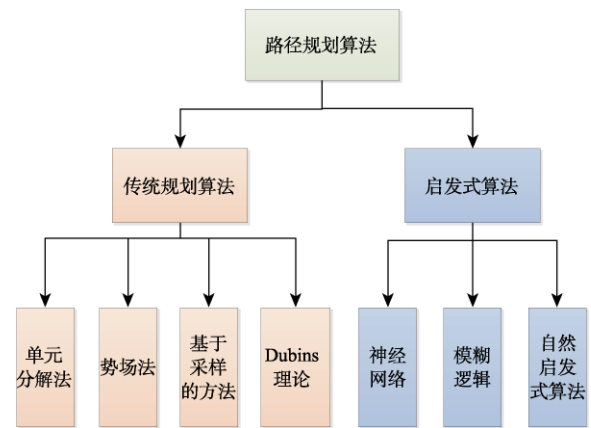 路径规划算法
传统规划算法
启发式算法
单元
分解法
势场法
基于
采样
的方法
Dubins
理论
神经
网络
模糊
逻辑
自然
启发
式算法